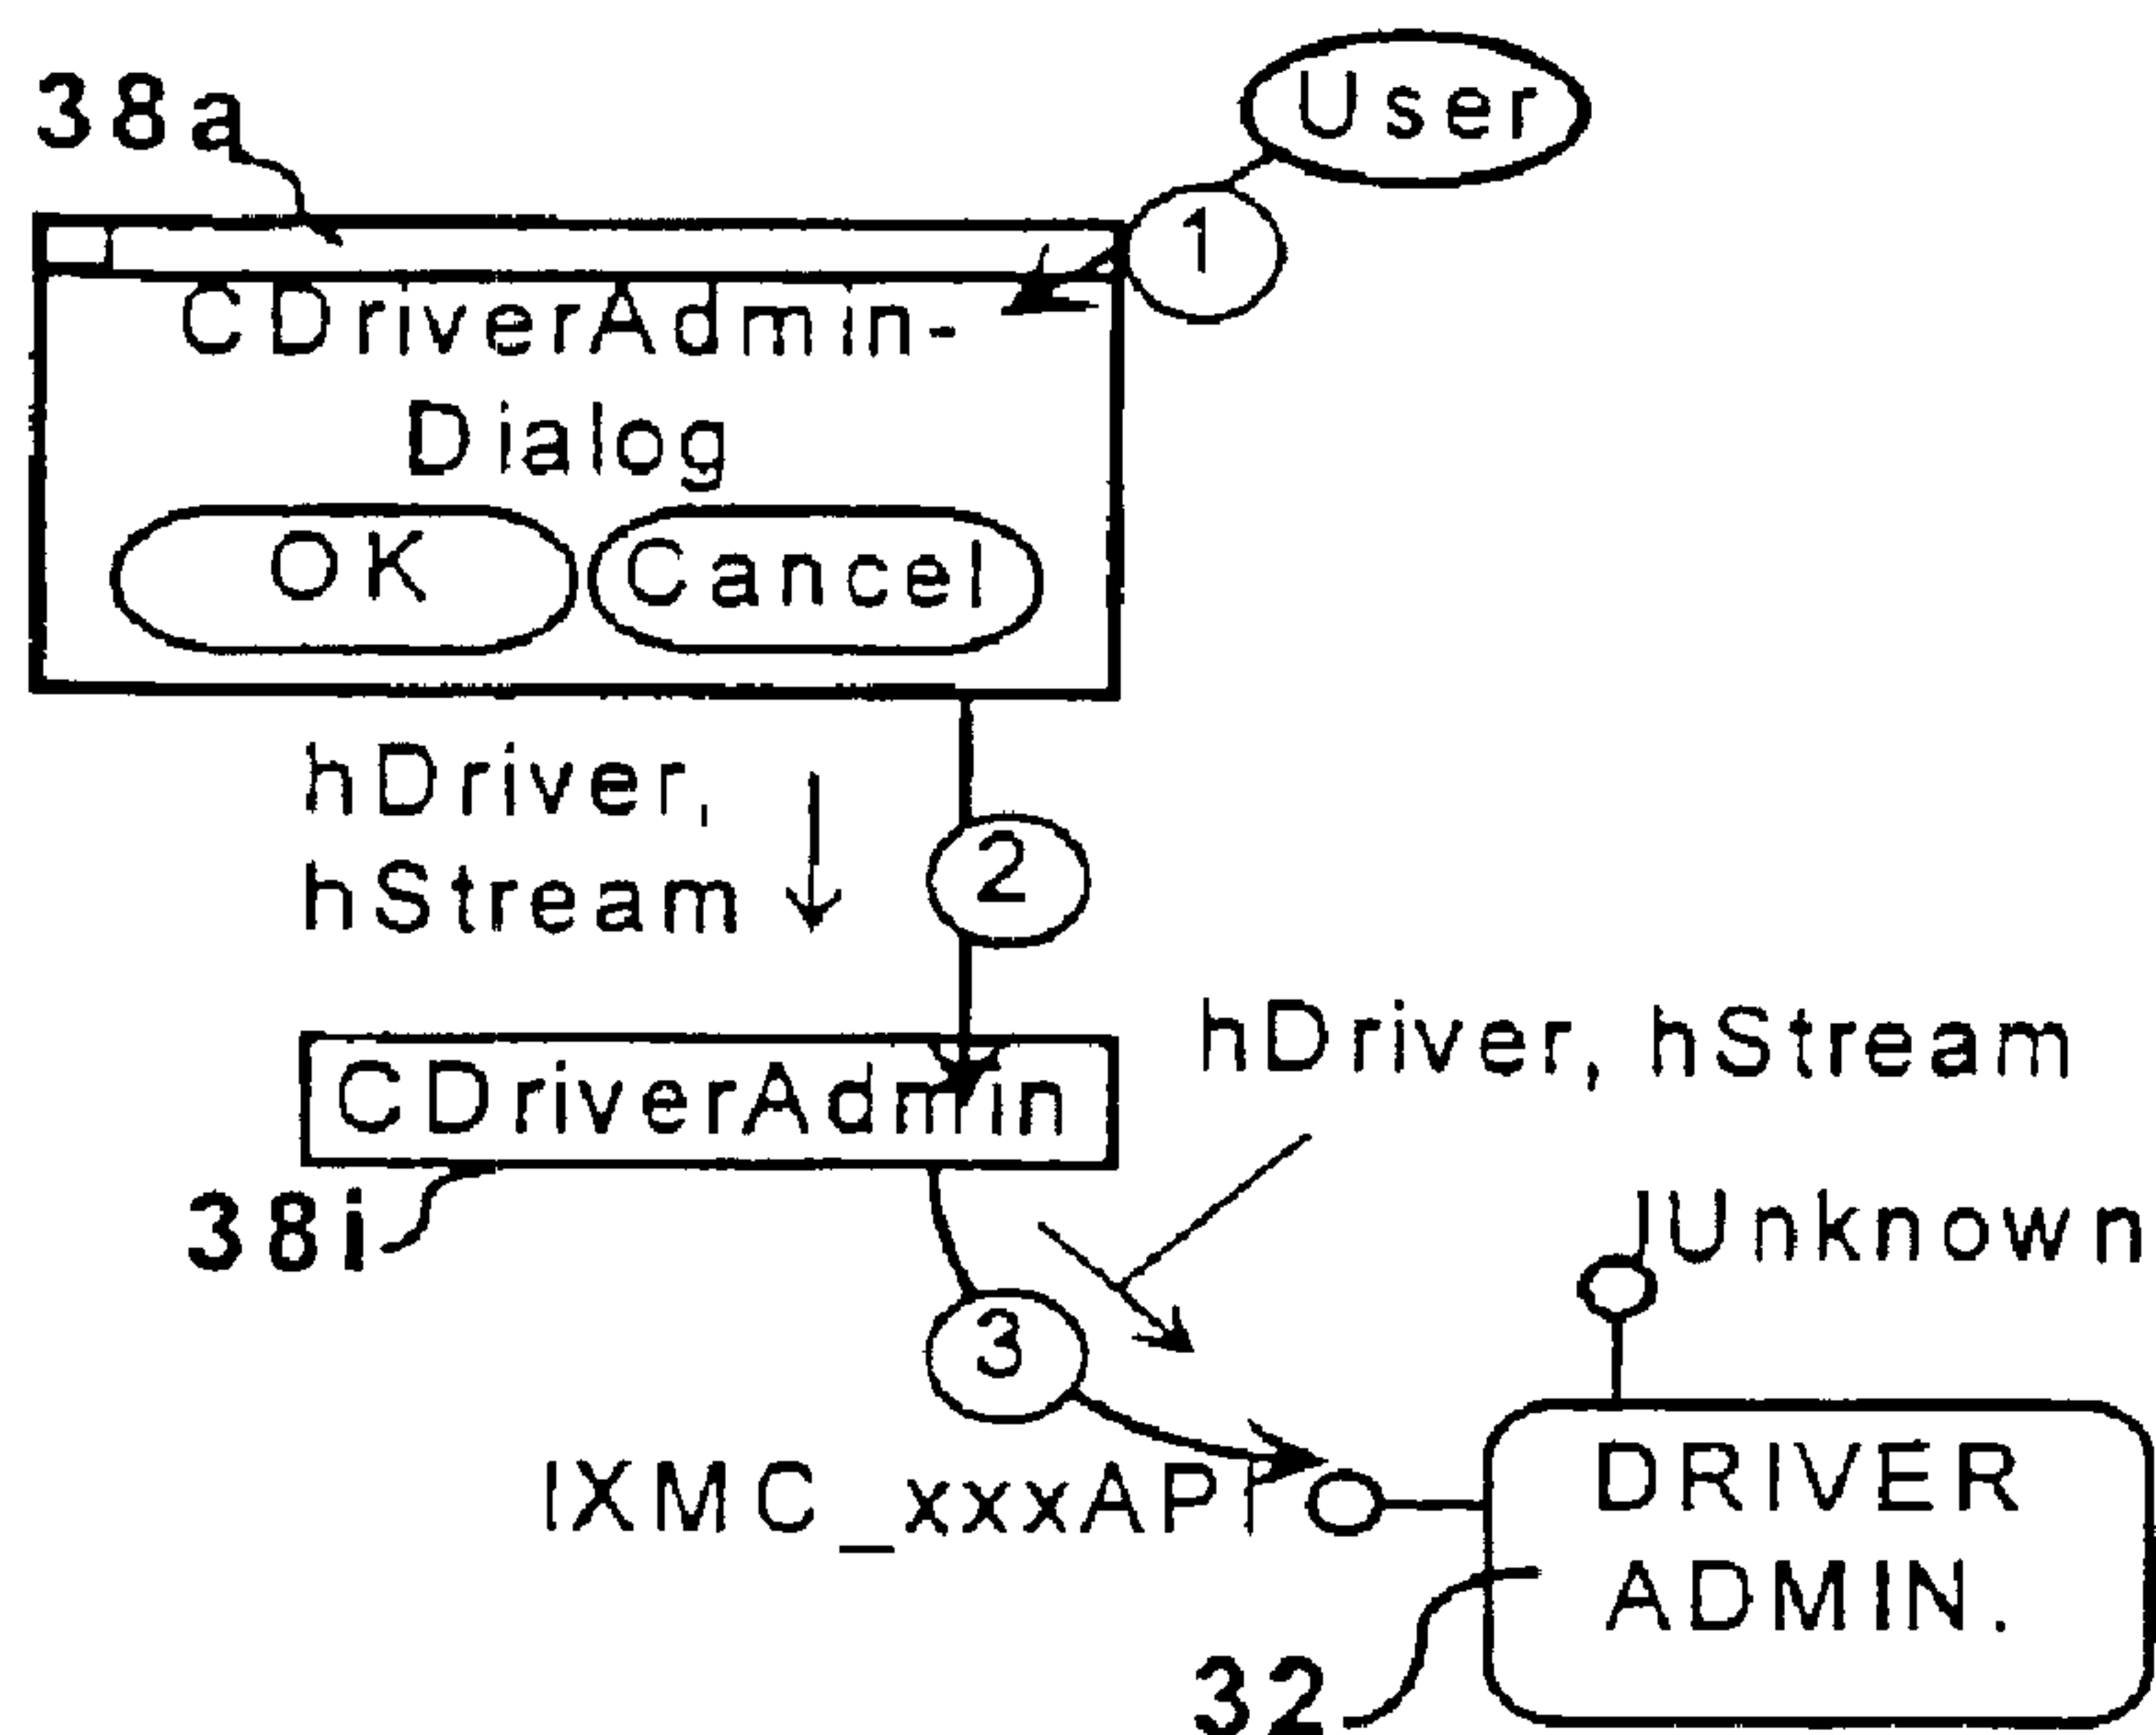 38a
User
1
CDriverAdmin-
Dialog
OK
Cancel
hDriver,
hStream
2
hDriver, hStream
CDriverAdmin
38i
IUnknown
3
IXMC_xxxAPI
DRIVER
ADMIN.
32